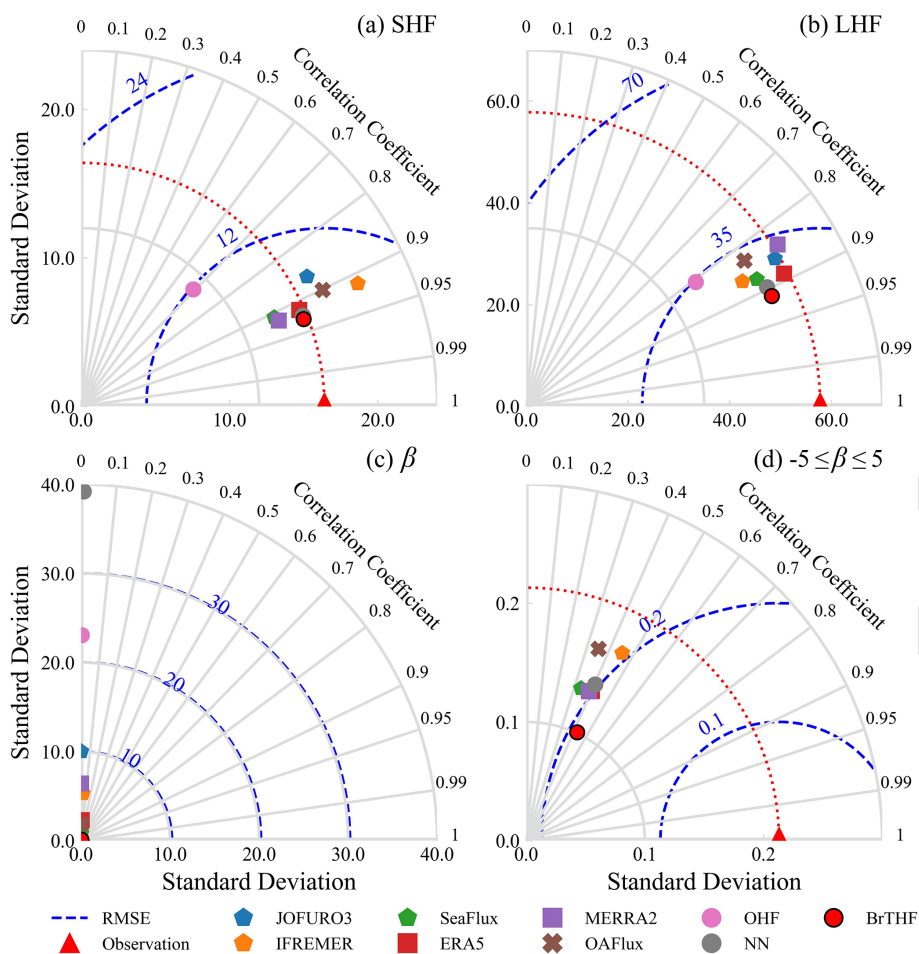 (a) SHF
0 0.1 0.2 0.3 0.4 0.5 0.6 0.7 0.8 0.9 0.95 0.99 1
Correlation Coefficient
Standard Deviation
20.0
10.0
0.0
0.0 10.0 20.0
24
12
(b) LHF
0 0.1 0.2 0.3 0.4 0.5 0.6 0.7 0.8 0.9 0.95 0.99 1
Correlation Coefficient
60.0
40.0
20.0
0.0
0.0 20.0 40.0 60.0
70
35
(c) β
0 0.1 0.2 0.3 0.4 0.5 0.6 0.7 0.8 0.9 0.95 0.99 1
Correlation Coefficient
Standard Deviation
40.0
30.0
20.0
10.0
0.0
0.0 10.0 20.0 30.0 40.0
30
20
10
Standard Deviation
(d) -5 ≤ β ≤ 5
0 0.1 0.2 0.3 0.4 0.5 0.6 0.7 0.8 0.9 0.95 0.99 1
Correlation Coefficient
0.2
0.1
0.0
0.0 0.1 0.2
0.2
0.1
Standard Deviation
RMSE JOFURO3 SeaFlux MERRA2 OHF BrTHF
Observation IFREMER ERA5 OAFlux NN